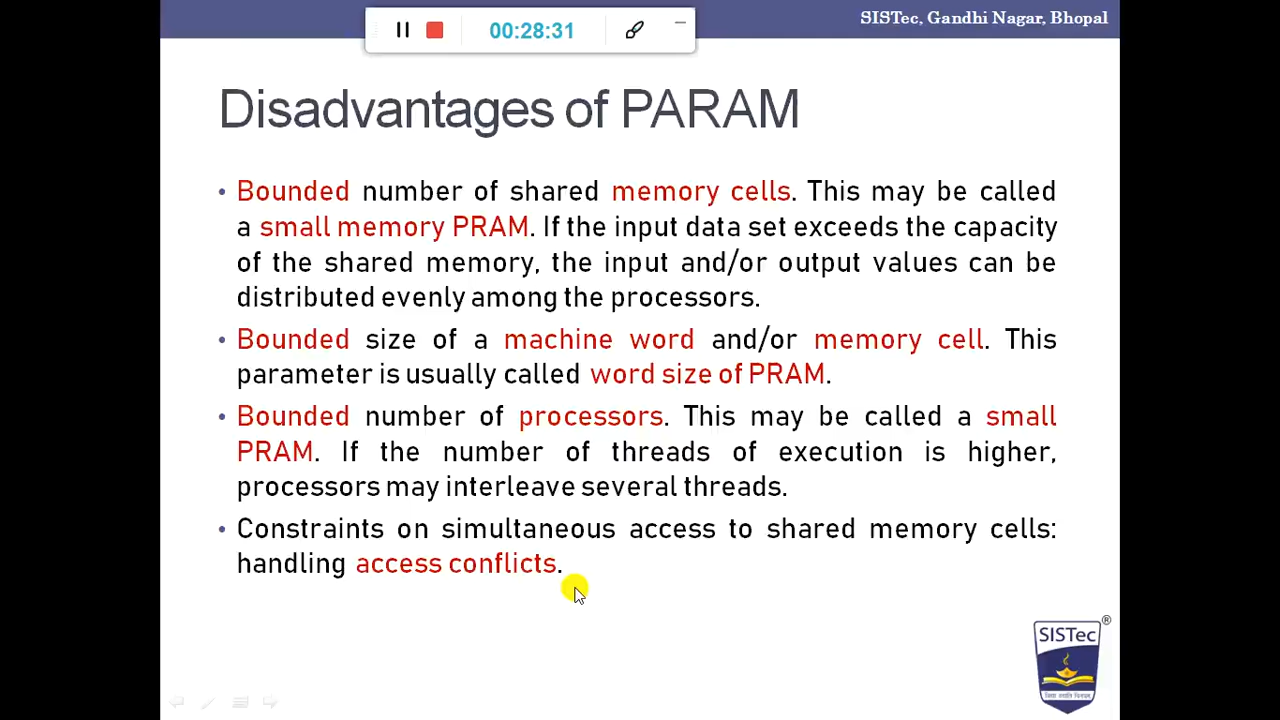 SISTec, Gandhi Nagar, Bhopal
00:28:31
Disadvantages of PARAM
• Bounded number of shared memory cells. This may be called
a small memory PRAM. If the input data set exceeds the capacity
of the shared memory, the input and/or output values can be
distributed evenly among the processors.
• Bounded size of a machine word and/or memory cell. This
parameter is usually called word size of PRAM.
• Bounded number of processors. This may be called a small
PRAM. If the number of threads of execution is higher,
processors may interleave several threads.
• Constraints on simultaneous access to shared memory cells:
handling access conflicts.
®
SISTec